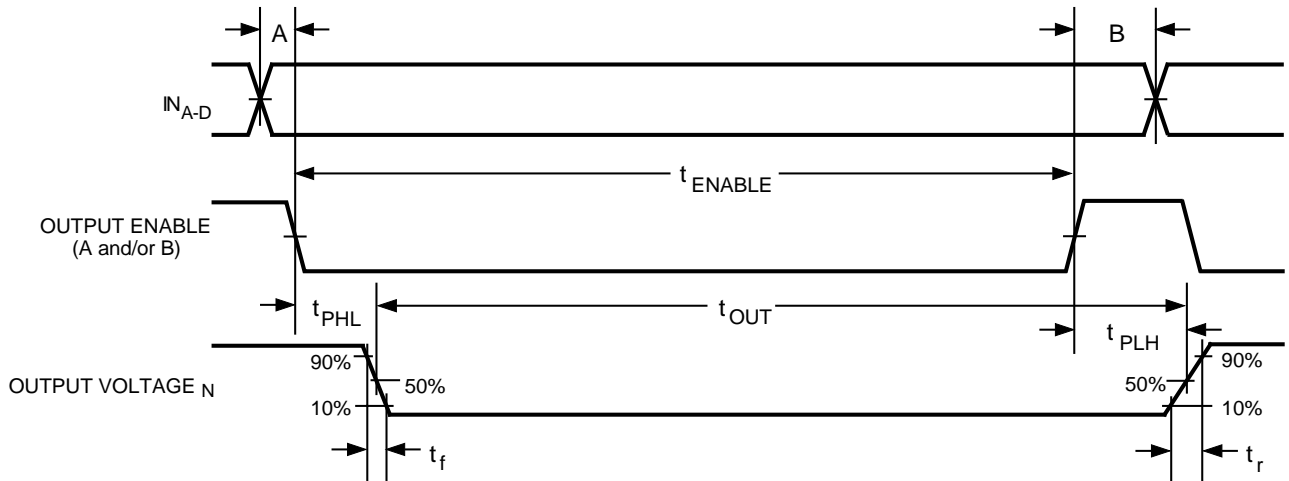 A
B
IN A-D
t ENABLE
OUTPUT ENABLE
(A and/or B)
t PHL
t OUT
t PLH
90%
90%
OUTPUT VOLTAGE N
50%
50%
10%
10%
t f
t r